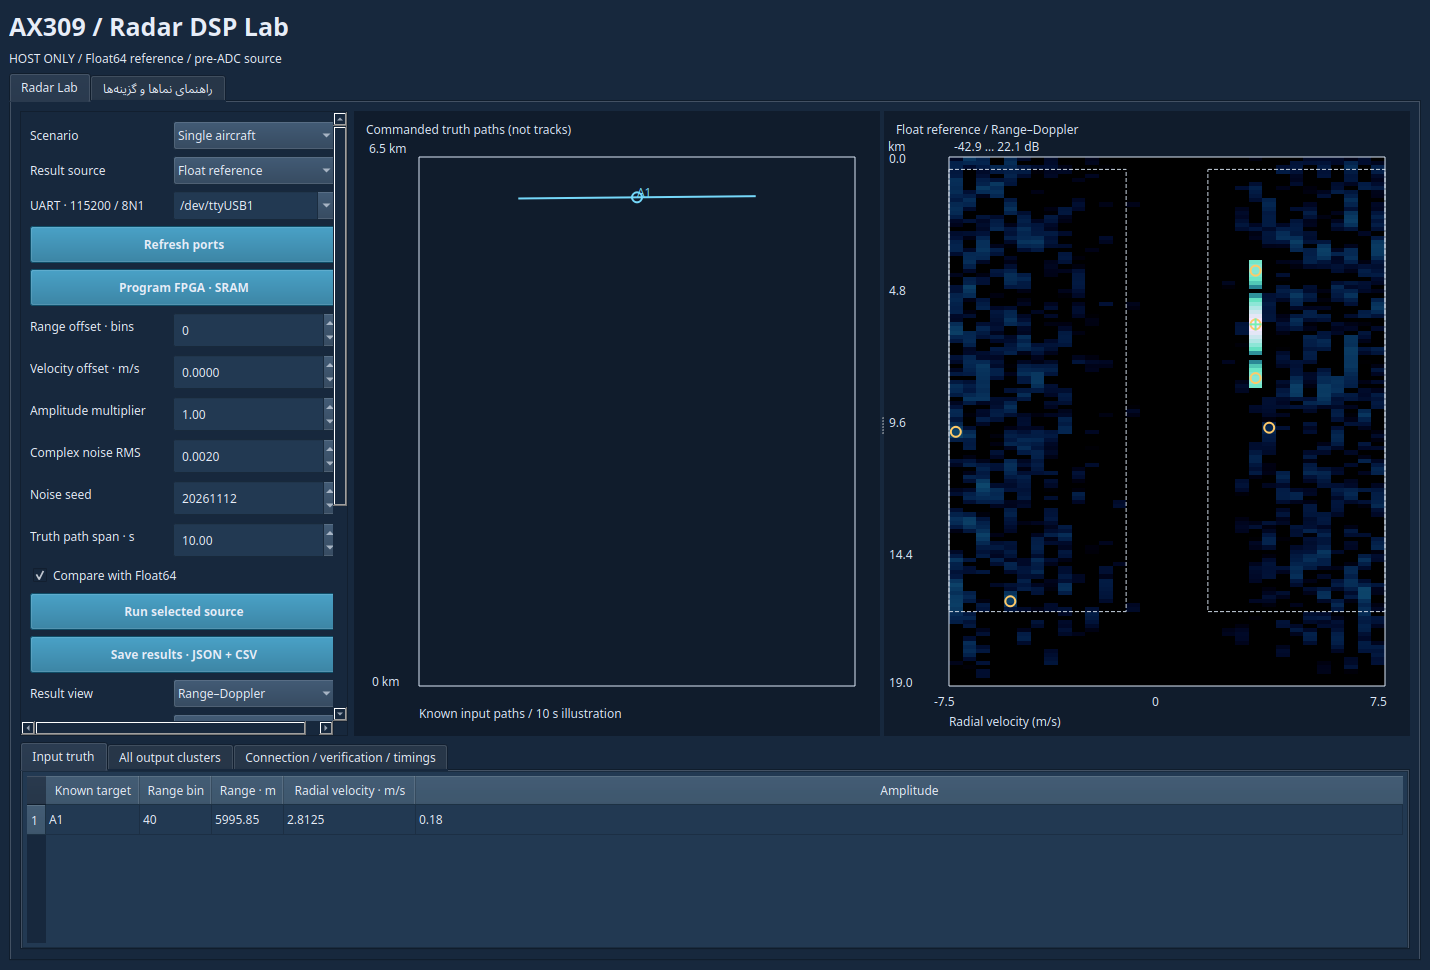 AX309 / Radar DSP Lab
HOST ONLY / Float64 reference / pre-ADC source
Radar Lab
راهنمای نماها و گزینه‌ها
Scenario
Single aircraft
Result source
Float reference
UART · 115200 / 8N1
/dev/ttyUSB1
Refresh ports
Program FPGA · SRAM
Range offset · bins
0
Velocity offset · m/s
0.0000
Amplitude multiplier
1.00
Complex noise RMS
0.0020
Noise seed
20261112
Truth path span · s
10.00
Compare with Float64
Run selected source
Save results · JSON + CSV
Result view
Range–Doppler
Commanded truth paths (not tracks)
6.5 km
A1
0 km
Known input paths / 10 s illustration
Float reference / Range–Doppler
km
-42.9 ... 22.1 dB
0.0
4.8
9.6
14.4
19.0
-7.5
0
7.5
Radial velocity (m/s)
Input truth
All output clusters
Connection / verification / timings
Known target Range bin Range · m Radial velocity · m/s Amplitude
1 A1 40 5995.85 2.8125 0.18